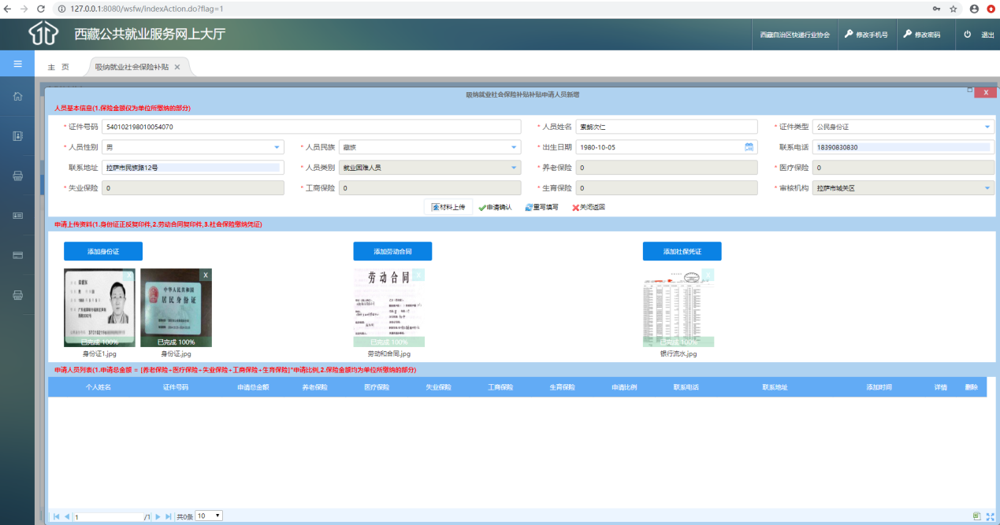 127.0.0.1:8080/wsfw/indexAction.do?flag=1
西藏公共就业服务网上大厅
西藏自治区快递行业协会 修改手机号 修改密码 退出
主 页 吸纳就业社会保险补贴 ×
吸纳就业社会保险补贴补贴申请人员新增 X
人员基本信息(1.保险金额仅为单位所缴纳的部分)
* 证件号码 540102198010054070 * 人员姓名 索朗次仁 * 证件类型 公民身份证
* 人员性别 男 * 人员民族 藏族 * 出生日期 1980-10-05 联系电话 18390830830
联系地址 拉萨市民族路12号 * 人员类别 就业困难人员 * 养老保险 0 * 医疗保险 0
* 失业保险 0 * 工商保险 0 * 生育保险 0 * 审核机构 拉萨市城关区
材料上传 申请确认 重写填写 关闭返回
申请上传资料(1.身份证正反复印件,2.劳动合同复印件,3.社会保险缴纳凭证)
添加身份证 添加劳动合同 添加社保凭证
X X X X
中华人民共和国
居民身份证
劳动合同
已完成 100% 已完成 100% 已完成 100% 已完成 100%
身份证1.jpg 身份证.jpg 劳动和合同.jpg 银行流水.jpg
申请人员列表(1.申请总金额 = [养老保险+医疗保险+失业保险+工商保险+生育保险]*申请比例,2.保险金额均为单位所缴纳的部分)
个人姓名 证件号码 申请总金额 养老保险 医疗保险 失业保险 工商保险 生育保险 申请比例 联系电话 联系地址 添加时间 详情 删除
1 /1 共0条 10